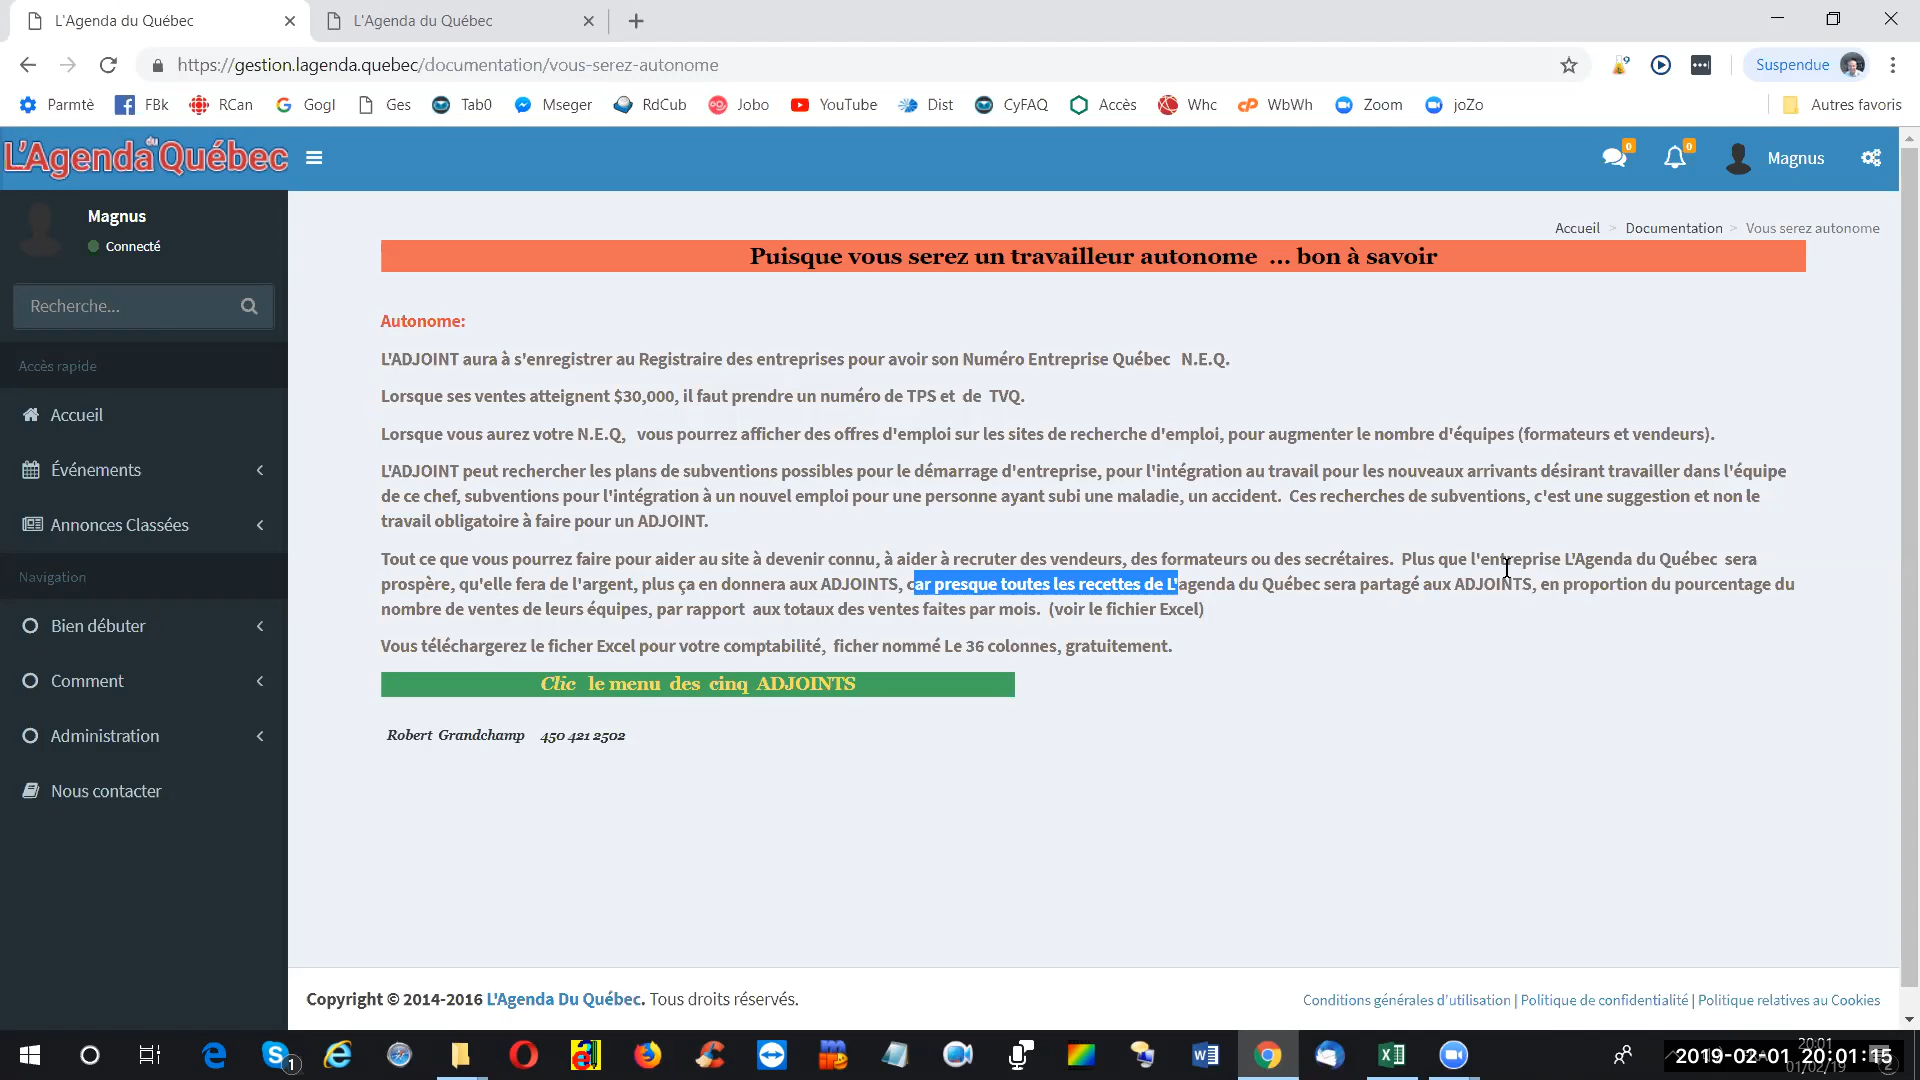 L'Agenda du Québec
L'Agenda du Québec
https://gestion.lagenda.quebec/documentation/vous-serez-autonome
Suspendue
Parmtè FBk RCan Gogl Ges Tab0 Mseger RdCub Jobo YouTube Dist CyFAQ Accès Whc WbWh Zoom joZo Autres favoris
L'Agenda du Québec
0 0 Magnus
Magnus
Connecté
Recherche...
Accès rapide
Accueil
Événements
Annonces Classées
Navigation
Bien débuter
Comment
Administration
Nous contacter
Accueil > Documentation > Vous serez autonome
Puisque vous serez un travailleur autonome ... bon à savoir
Autonome:
L'ADJOINT aura à s'enregistrer au Registraire des entreprises pour avoir son Numéro Entreprise Québec N.E.Q.
Lorsque ses ventes atteignent $30,000, il faut prendre un numéro de TPS et de TVQ.
Lorsque vous aurez votre N.E.Q, vous pourrez afficher des offres d'emploi sur les sites de recherche d'emploi, pour augmenter le nombre d'équipes (formateurs et vendeurs).
L'ADJOINT peut rechercher les plans de subventions possibles pour le démarrage d'entreprise, pour l'intégration au travail pour les nouveaux arrivants désirant travailler dans l'équipe
de ce chef, subventions pour l'intégration à un nouvel emploi pour une personne ayant subi une maladie, un accident. Ces recherches de subventions, c'est une suggestion et non le
travail obligatoire à faire pour un ADJOINT.
Tout ce que vous pourrez faire pour aider au site à devenir connu, à aider à recruter des vendeurs, des formateurs ou des secrétaires. Plus que l'entreprise L'Agenda du Québec sera
prospère, qu'elle fera de l'argent, plus ça en donnera aux ADJOINTS, car presque toutes les recettes de L'agenda du Québec sera partagé aux ADJOINTS, en proportion du pourcentage du
nombre de ventes de leurs équipes, par rapport aux totaux des ventes faites par mois. (voir le fichier Excel)
Vous téléchargerez le ficher Excel pour votre comptabilité, ficher nommé Le 36 colonnes, gratuitement.
Clic le menu des cinq ADJOINTS
Robert Grandchamp 450 421 2502
Copyright © 2014-2016 L'Agenda Du Québec. Tous droits réservés.
Conditions générales d'utilisation | Politique de confidentialité | Politique relatives au Cookies
1
20:01
01/02/19
2019-02-01 20:01:15
2